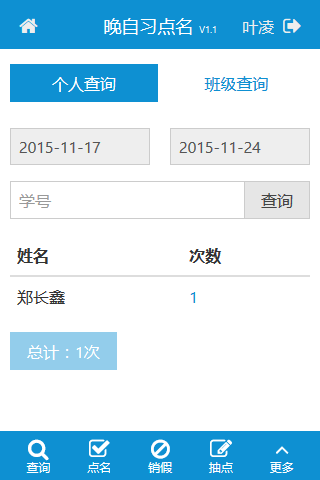 晚自习点名 V1.1 叶凌
个人查询 班级查询
2015-11-17 2015-11-24
学号 查询
姓名 次数
郑长鑫 1
总计：1次
查询 点名 销假 抽点 更多